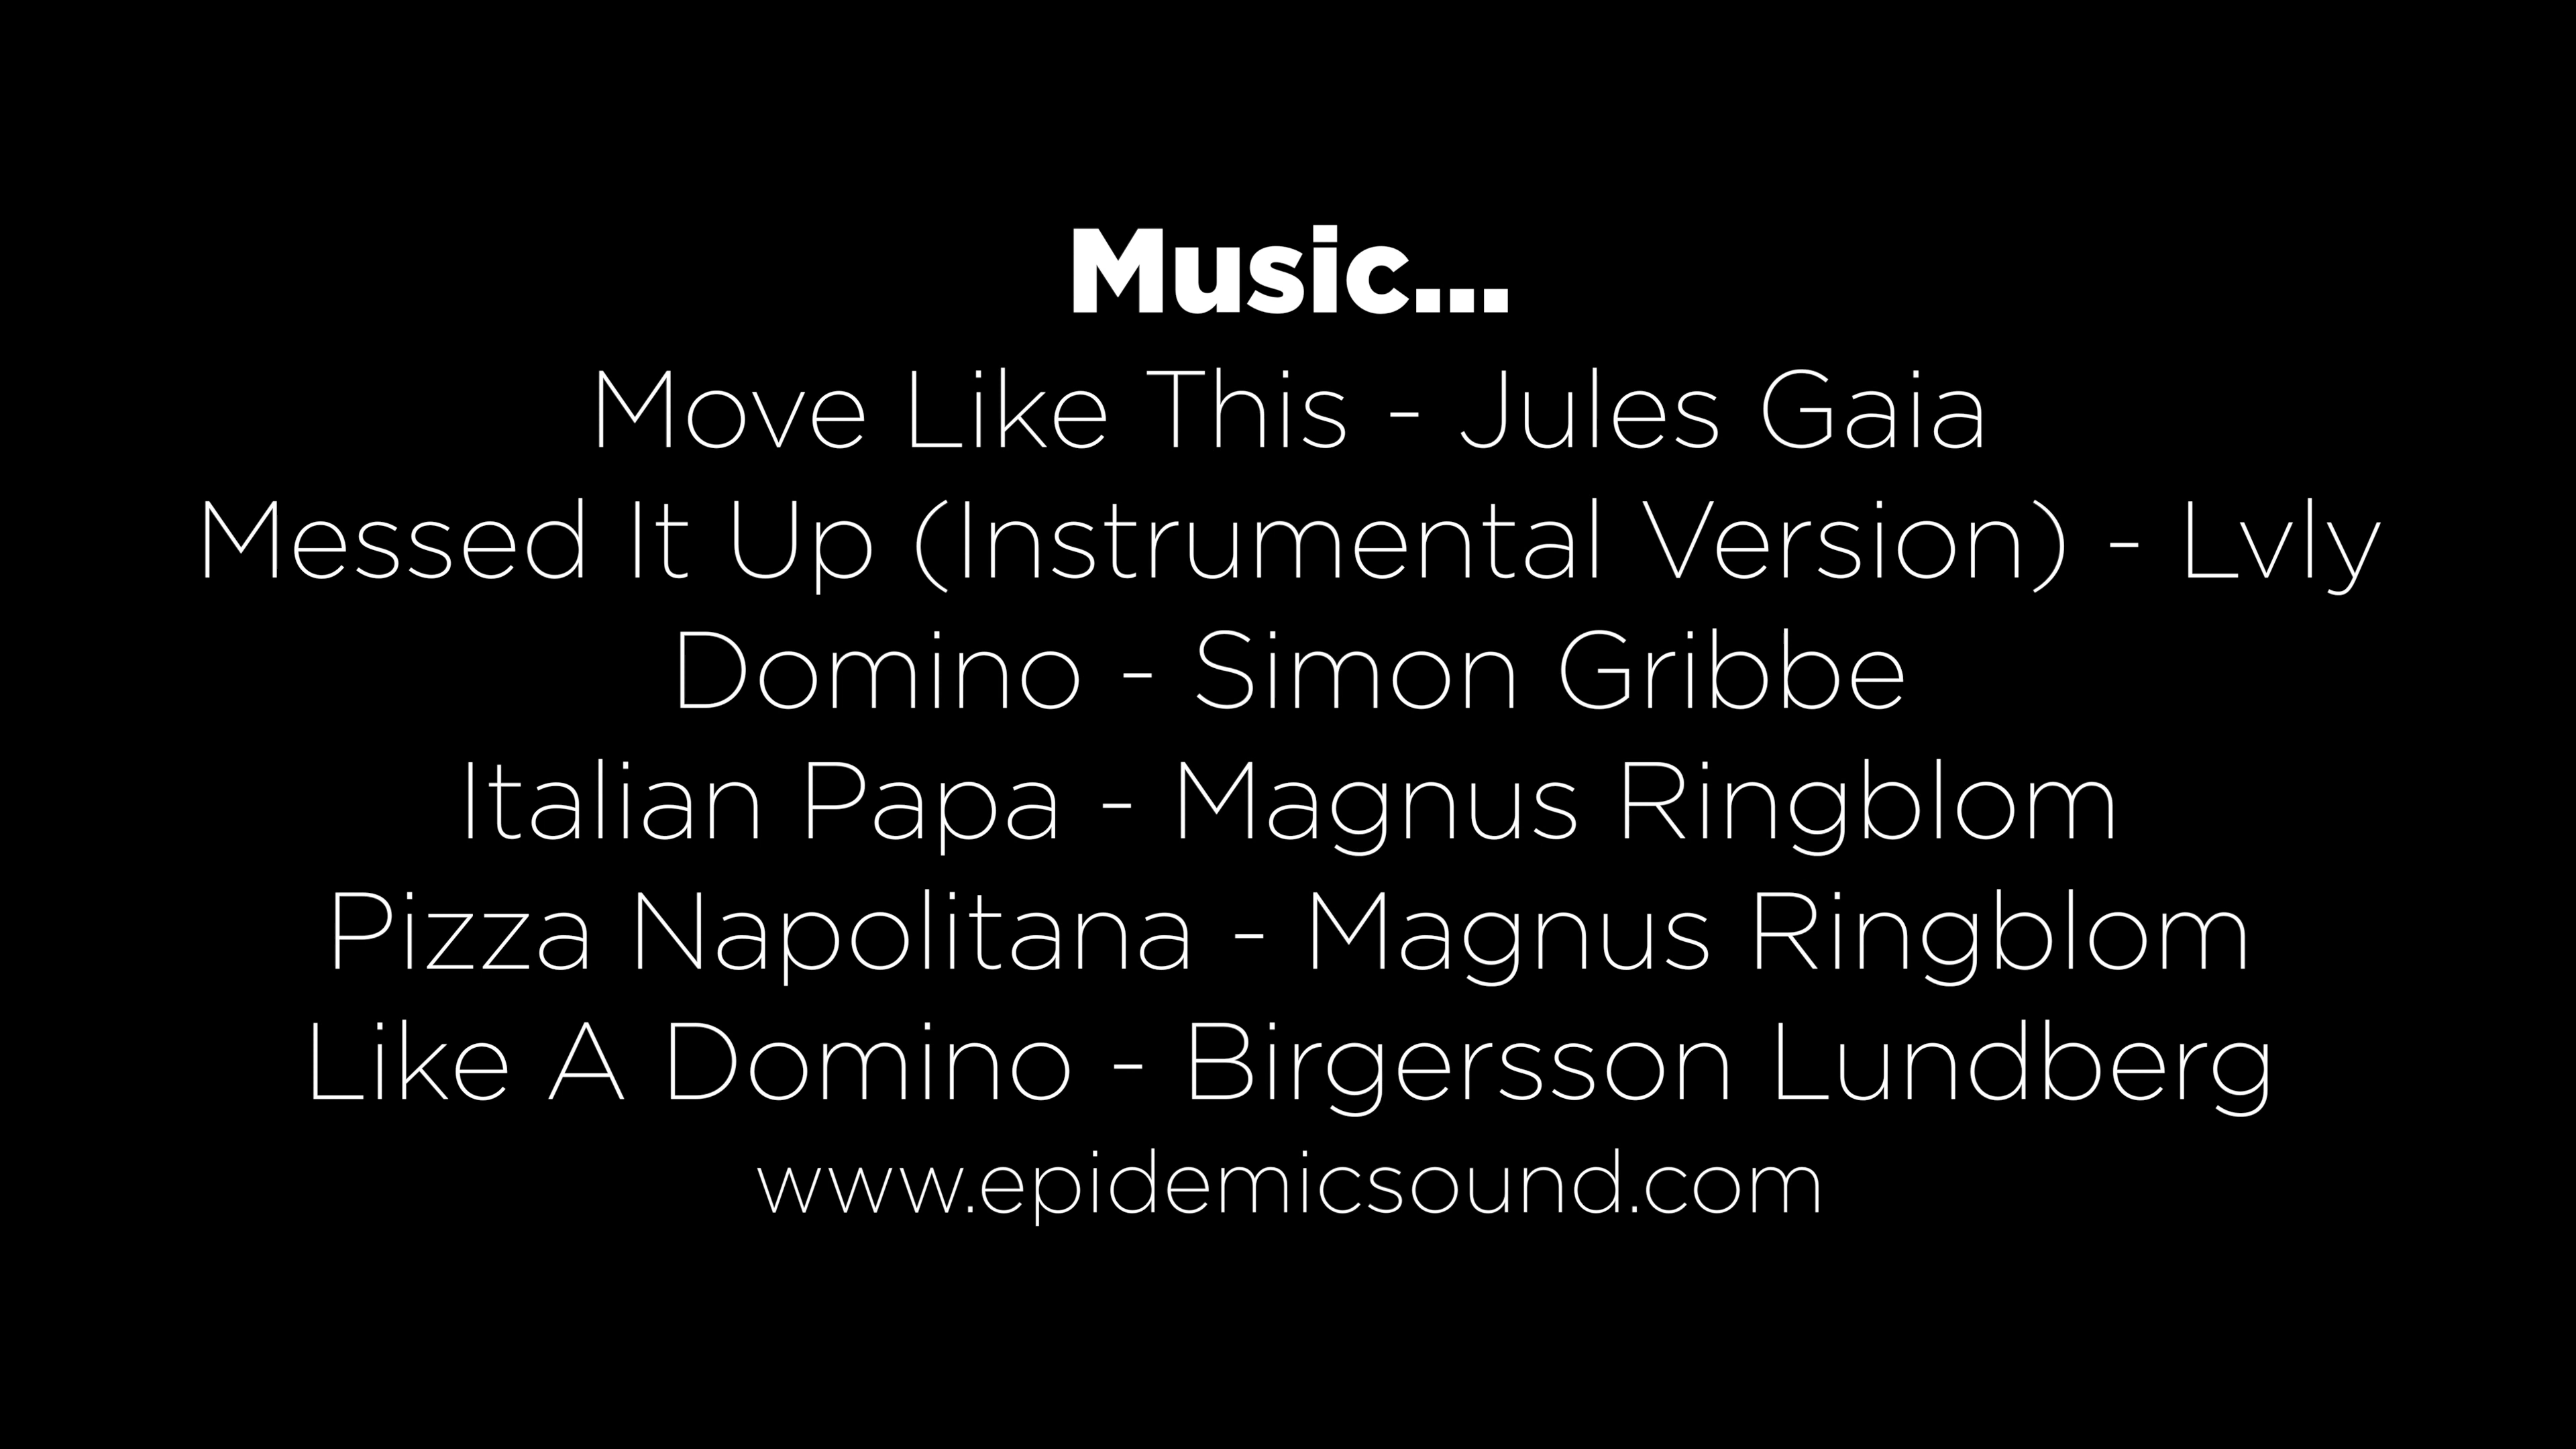 Music...
Move Like This - Jules Gaia
Messed It Up (Instrumental Version) - Lvly
Domino - Simon Gribbe
Italian Papa - Magnus Ringblom
Pizza Napolitana - Magnus Ringblom
Like A Domino - Birgersson Lundberg
www.epidemicsound.com